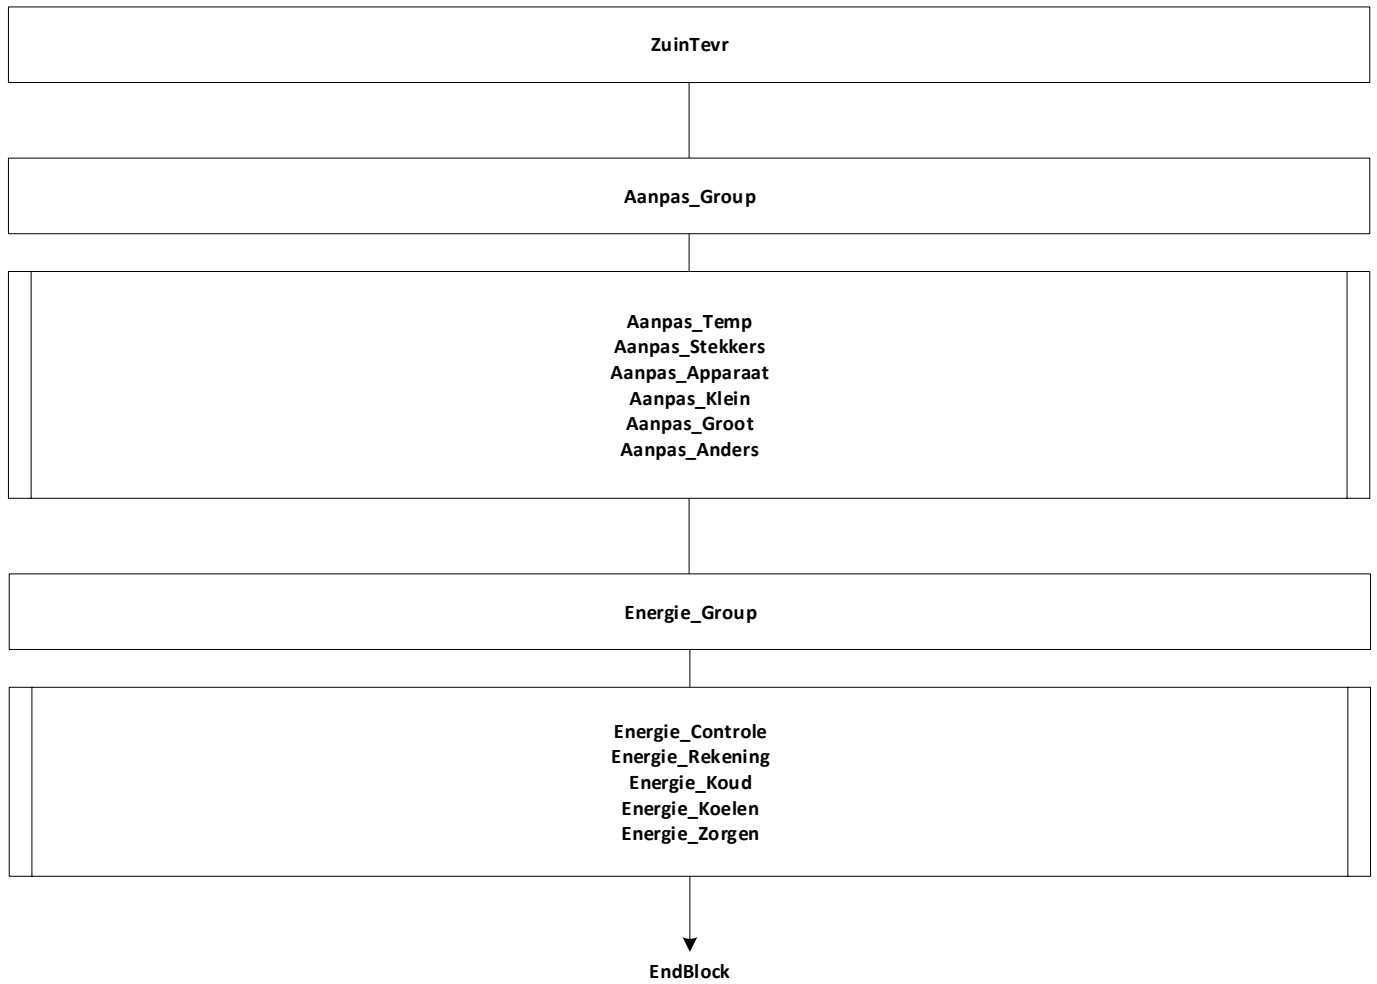 ZuinTevr
Aanpas_Group
Aanpas_Temp
Aanpas_Stekkers
Aanpas_Apparaat
Aanpas_Klein
Aanpas_Groot
Aanpas_Anders
Energie_Group
Energie_Controle
Energie_Rekening
Energie_Koud
Energie_Koelen
Energie_Zorgen
EndBlock